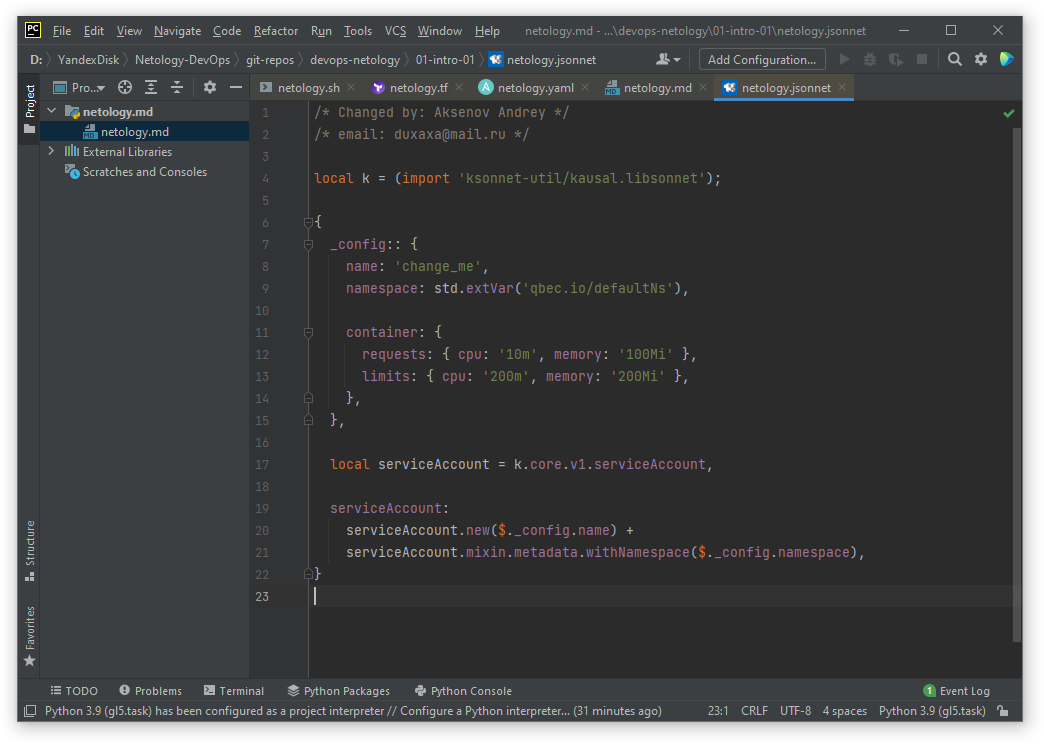 PC File Edit View Navigate Code Refactor Run Tools VCS Window Help netology.md - ...\devops-netology\01-intro-01\netology.jsonnet
D: YandexDisk Netology-DevOps git-repos devops-netology 01-intro-01 netology.jsonnet Add Configuration...
Project
Pro... netology.sh netology.tf netology.yaml netology.md netology.jsonnet
netology.md
netology.md
External Libraries
Scratches and Consoles
1 /* Changed by: Aksenov Andrey */
2 /* email: duxaxa@mail.ru */
3
4 local k = (import 'ksonnet-util/kausal.libsonnet');
5
6 {
7   _config:: {
8     name: 'change_me',
9     namespace: std.extVar('qbec.io/defaultNs'),
10
11     container: {
12       requests: { cpu: '10m', memory: '100Mi' },
13       limits: { cpu: '200m', memory: '200Mi' },
14     },
15   },
16
17   local serviceAccount = k.core.v1.serviceAccount,
18
19   serviceAccount:
20     serviceAccount.new($._config.name) +
21     serviceAccount.mixin.metadata.withNamespace($._config.namespace),
22 }
23
Structure
Favorites
TODO Problems Terminal Python Packages Python Console 1 Event Log
Python 3.9 (gl5.task) has been configured as a project interpreter // Configure a Python interpreter... (31 minutes ago) 23:1 CRLF UTF-8 4 spaces Python 3.9 (gl5.task)